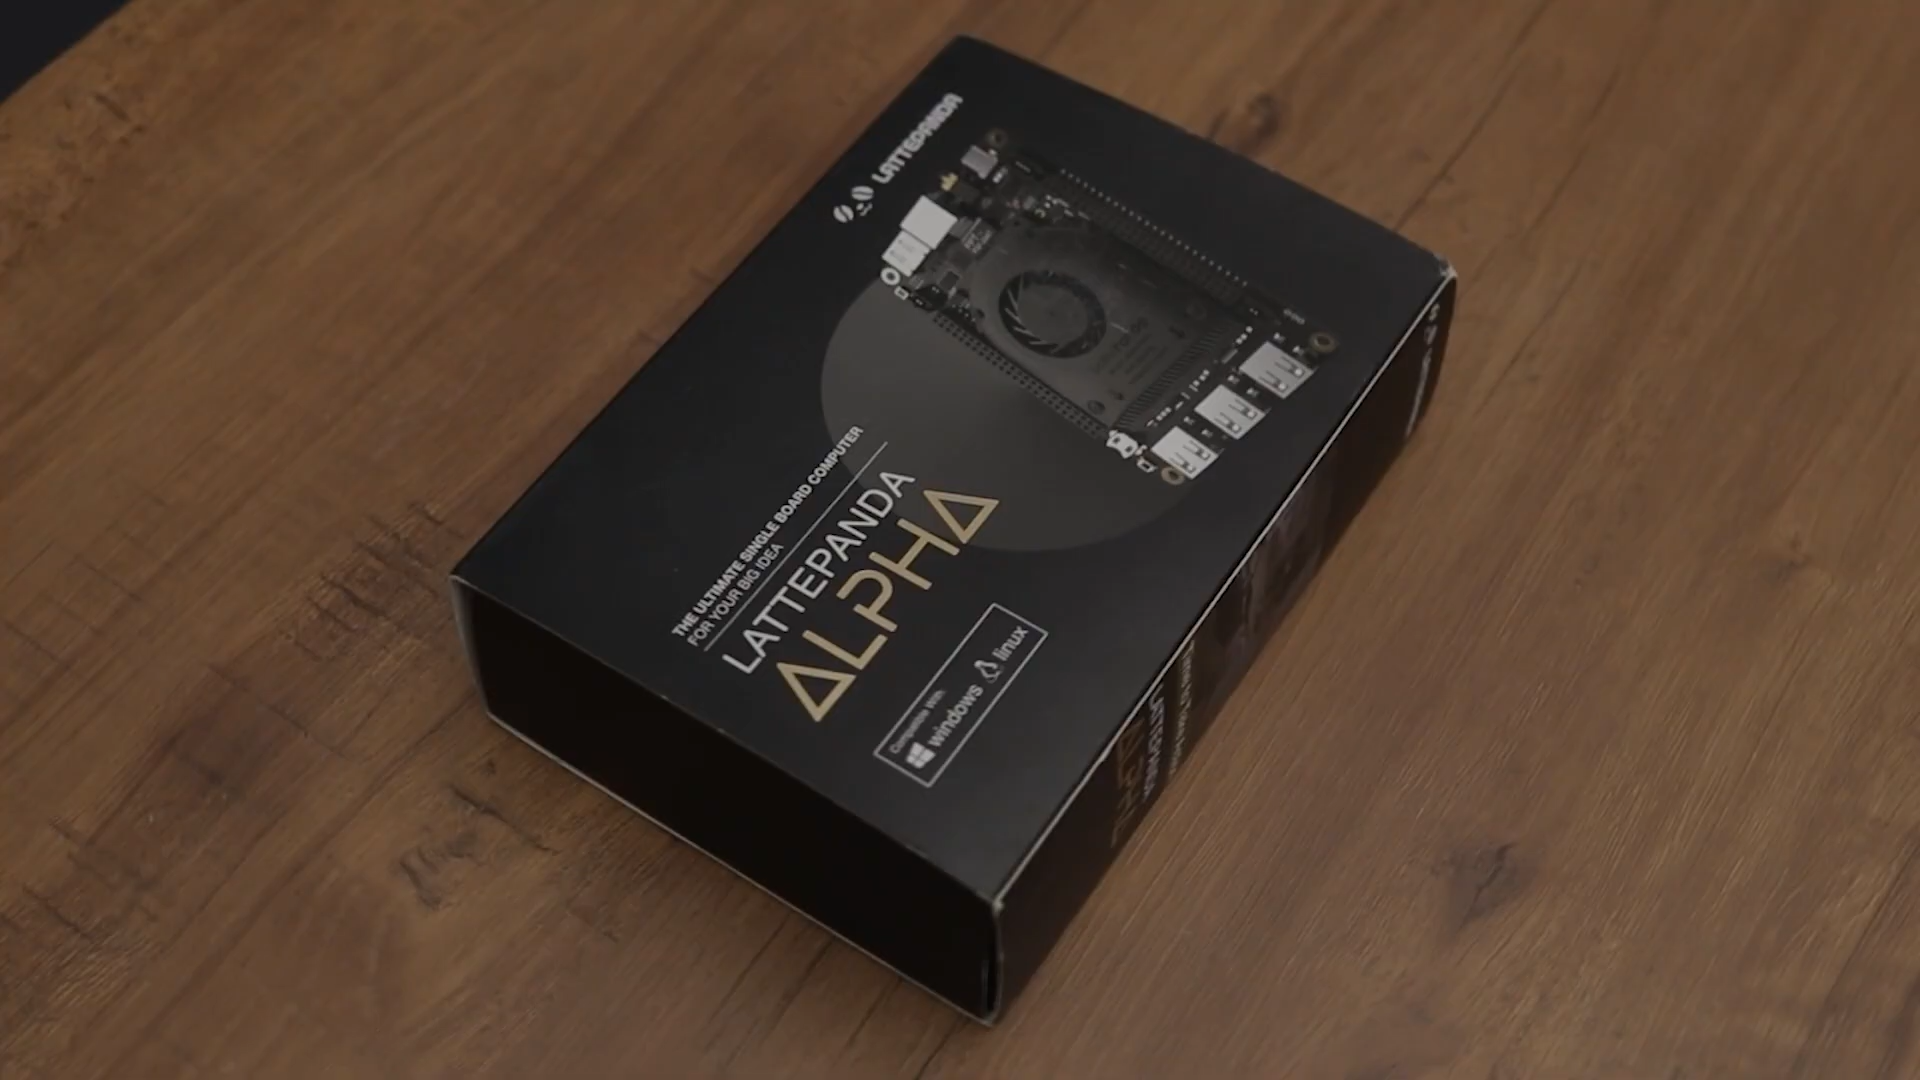 LATTEPANDA
THE ULTIMATE SINGLE BOARD COMPUTER
FOR YOUR BIG IDEA
LATTEPANDA
ALPHA
Compatible With
windows linux